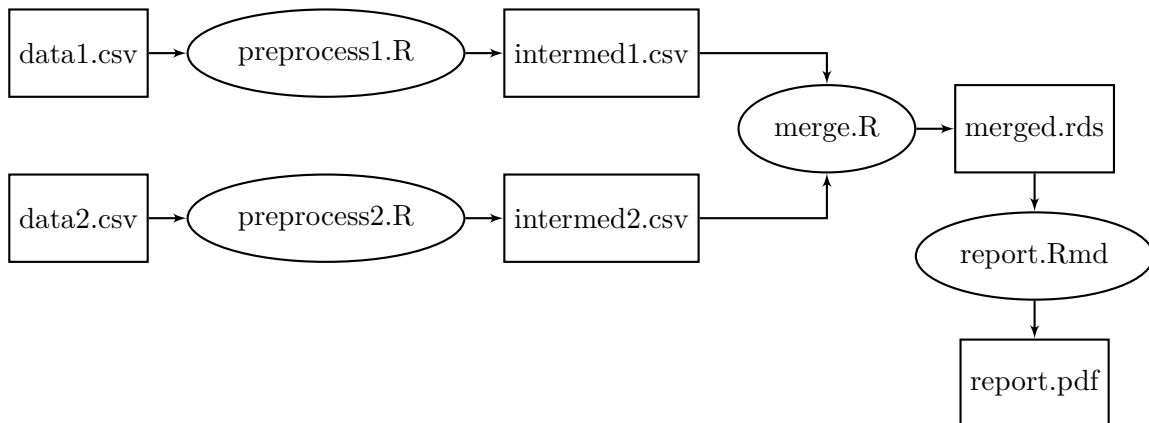 data1.csv
preprocess1.R
intermed1.csv
merge.R
merged.rds
data2.csv
preprocess2.R
intermed2.csv
report.Rmd
report.pdf